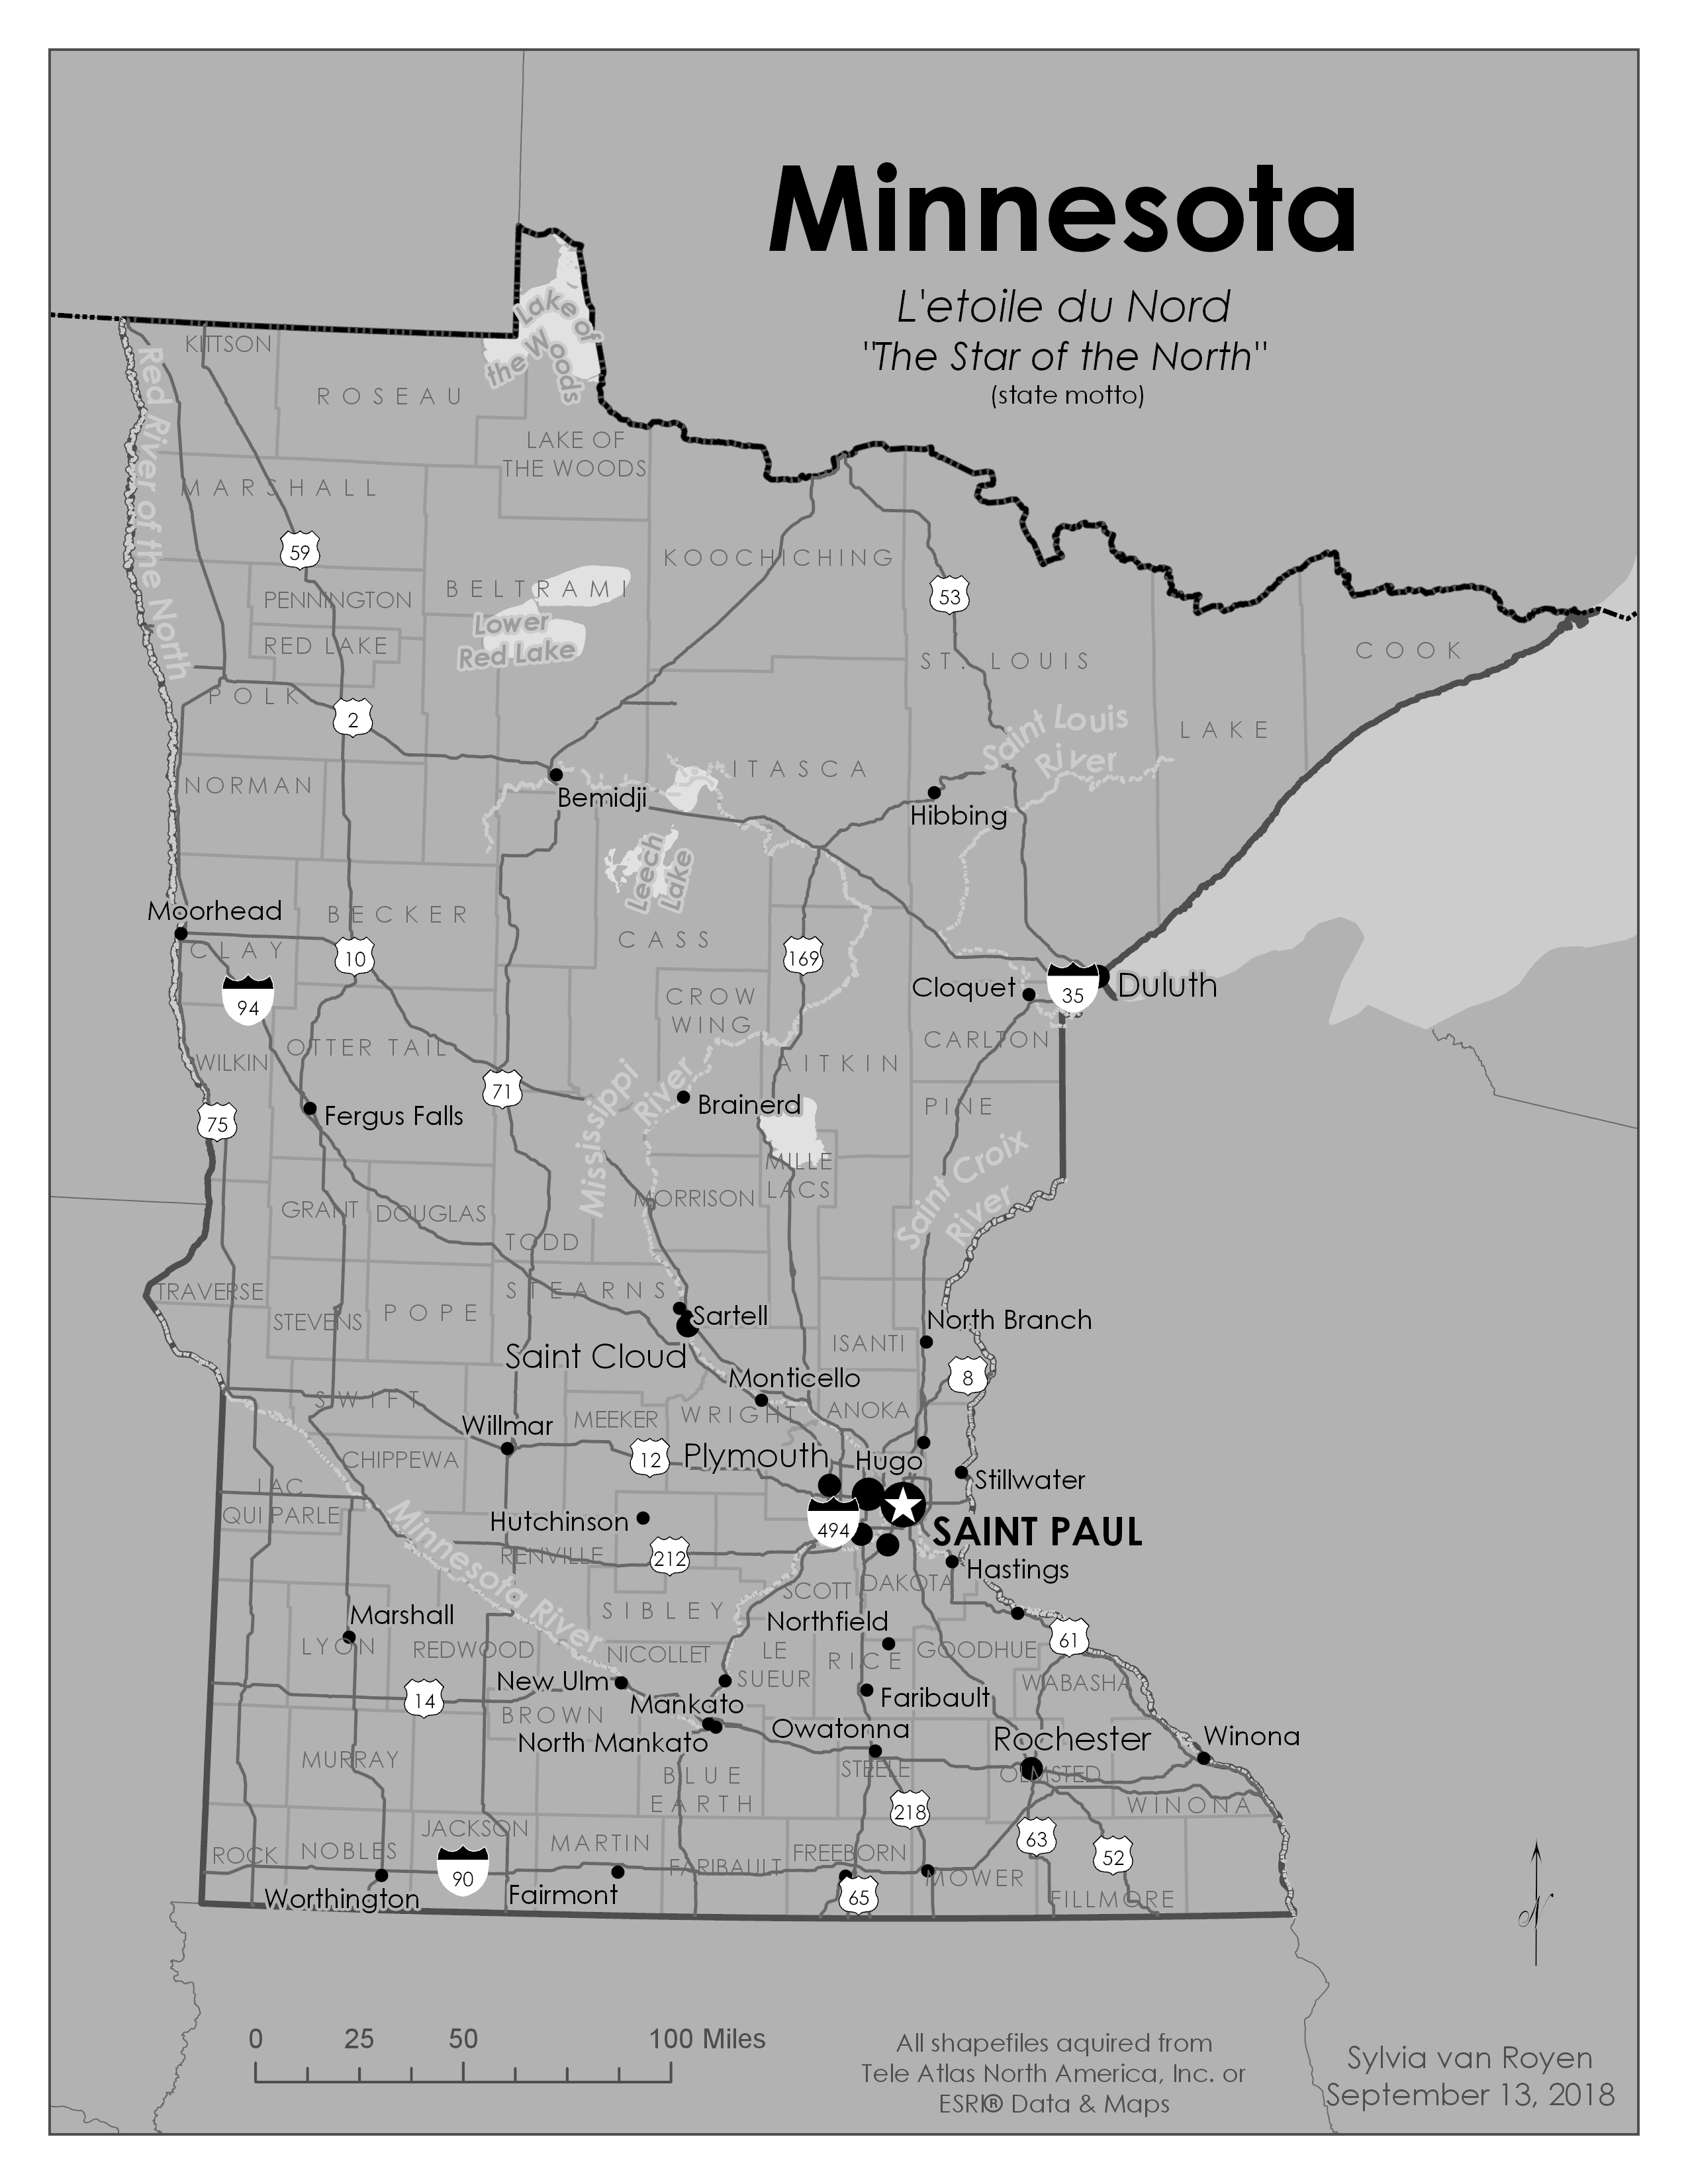 Minnesota
L'etoile du Nord
"The Star of the North"
(state motto)
Lake of
the Woods
KITTSON
ROSEAU
LAKE OF
THE WOODS
Red River of the North
MARSHALL
59
KOOCHICHING
BELTRAMI
53
PENNINGTON
Lower
Red Lake
RED LAKE
COOK
ST. LOUIS
POLK
2
Saint Louis
River
LAKE
ITASCA
NORMAN
Bemidji
Hibbing
Leech
Lake
Moorhead
BECKER
CASS
CLAY
10
169
94
Cloquet
35
Duluth
CROW
WING
CARLTON
OTTER TAIL
WILKIN
AITKIN
71
Mississippi
River
Brainerd
PINE
75
Fergus Falls
Saint Croix
River
MILLE
LACS
MORRISON
GRANT
DOUGLAS
TODD
TRAVERSE
STEARNS
STEVENS
POPE
Sartell
North Branch
ISANTI
Saint Cloud
8
Monticello
SWIFT
MEEKER
WRIGHT
ANOKA
Willmar
CHIPPEWA
12
Plymouth
Hugo
Stillwater
LAC
QUI PARLE
Hutchinson
494
SAINT PAUL
Minnesota River
RENVILLE
212
Hastings
SCOTT
DAKOTA
Marshall
SIBLEY
Northfield
61
LYON
REDWOOD
NICOLLET
LE
SUEUR
RICE
GOODHUE
New Ulm
WABASHA
14
Mankato
Faribault
BROWN
North Mankato
Owatonna
Rochester
Winona
MURRAY
STEELE
OLMSTED
BLUE
EARTH
WINONA
218
JACKSON
MARTIN
63
ROCK
NOBLES
FREEBORN
52
90
FARIBAULT
MOWER
Worthington
Fairmont
65
FILLMORE
N
0 25 50 100 Miles
All shapefiles aquired from
Tele Atlas North America, Inc. or
ESRI® Data & Maps
Sylvia van Royen
September 13, 2018